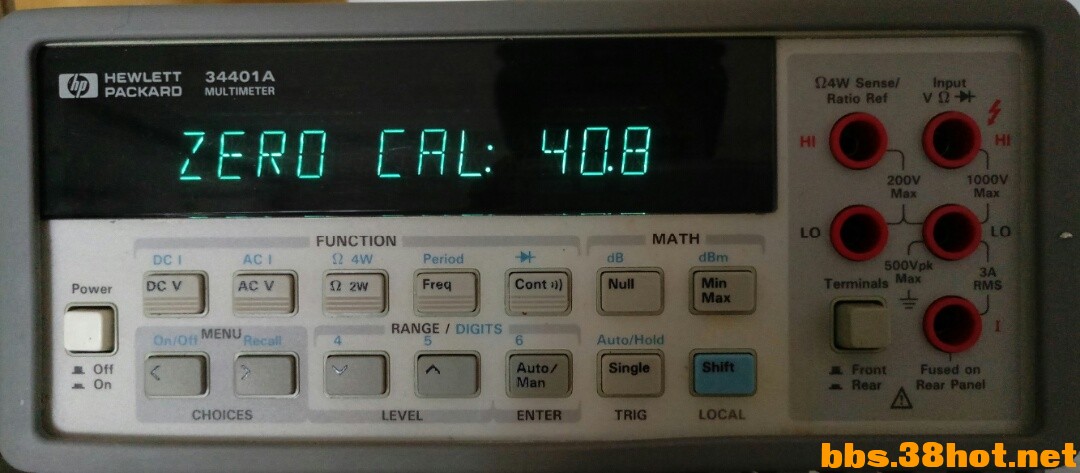 hp HEWLETT PACKARD 34401A MULTIMETER
ZERO CAL: 40.8
FUNCTION MATH
DC I AC I Ω 4W Period dB dBm
DC V AC V Ω 2W Freq Cont Null Min Max
Power
Off
On
MENU RANGE / DIGITS
On/Off Recall 4 5 6 Auto/Hold
< > Auto/Man Single Shift
CHOICES LEVEL ENTER TRIG LOCAL
Ω4W Sense/ Ratio Ref
Input V Ω
HI HI
200V Max
1000V Max
LO LO
500Vpk Max
3A RMS
Terminals
I
Front
Rear
Fused on Rear Panel
bbs.38hot.net